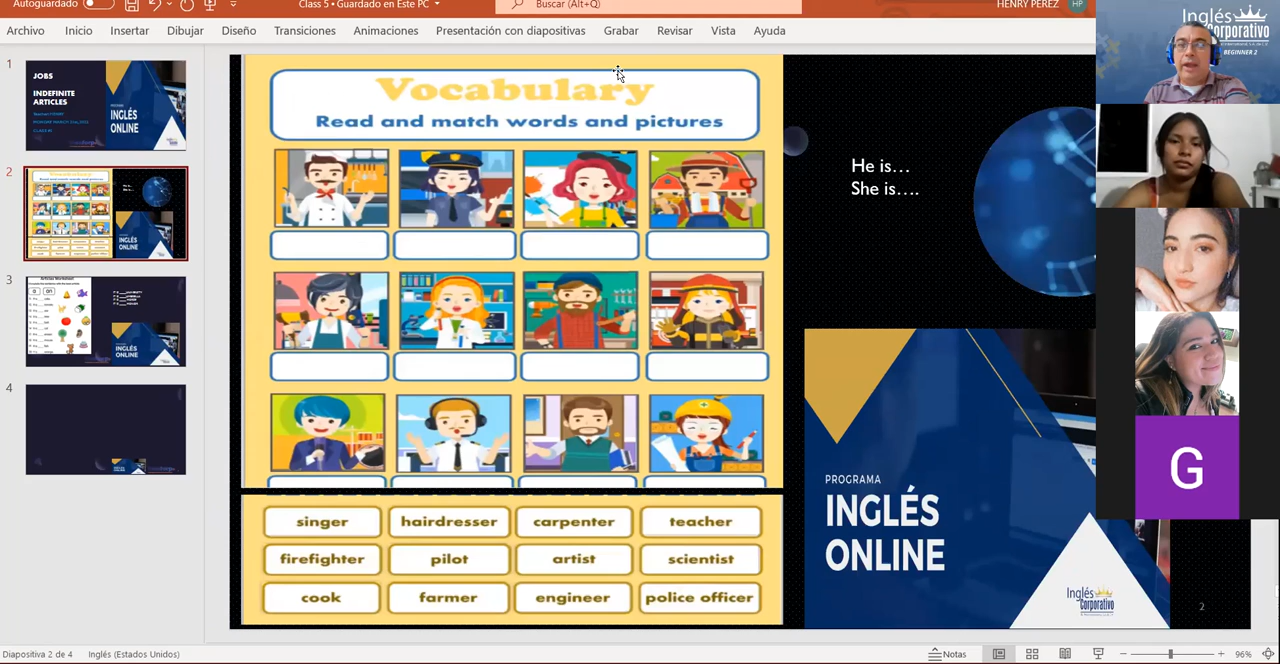 Autoguardado
Class 5 • Guardado en Este PC
Buscar (Alt+Q)
HENRY PEREZ
HP
Archivo
Inicio
Insertar
Dibujar
Diseño
Transiciones
Animaciones
Presentación con diapositivas
Grabar
Revisar
Vista
Ayuda
1
JOBS
INDEFINITE
ARTICLES
PROGRAMA
INGLÉS
ONLINE
2
3
4
Vocabulary
Read and match words and pictures
singer
hairdresser
carpenter
teacher
firefighter
pilot
artist
scientist
cook
farmer
engineer
police officer
He is...
She is....
PROGRAMA
INGLÉS
ONLINE
Inglés
Corporativo
2
Inglés
Corporativo
BEGINNER 2
G
Diapositiva 2 de 4
Inglés (Estados Unidos)
Notas
96%